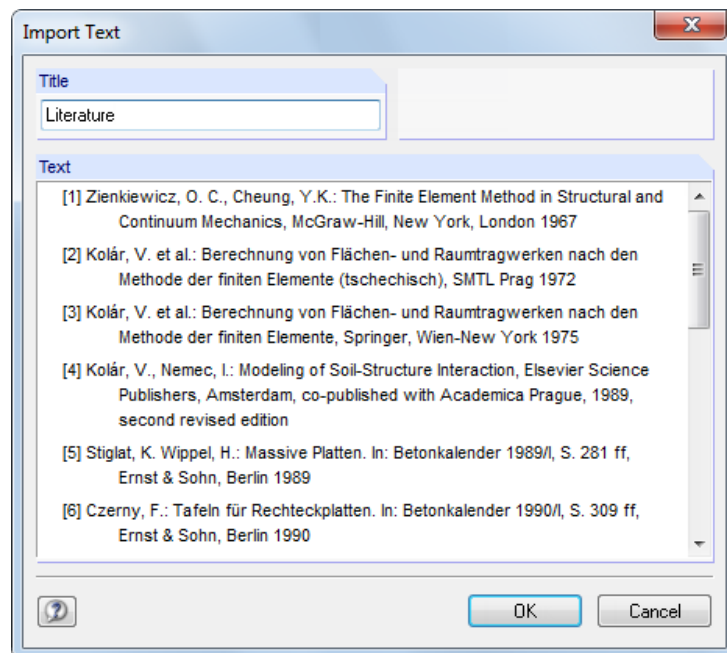 Import Text
Title
Literature
Text
[1] Zienkiewicz, O. C., Cheung, Y.K.: The Finite Element Method in Structural and
Continuum Mechanics, McGraw-Hill, New York, London 1967
[2] Kolár, V. et al.: Berechnung von Flächen- und Raumtragwerken nach den
Methode der finiten Elemente (tschechisch), SMTL Prag 1972
[3] Kolár, V. et al.: Berechnung von Flächen- und Raumtragwerken nach den
Methode der finiten Elemente, Springer, Wien-New York 1975
[4] Kolár, V., Nemec, I.: Modeling of Soil-Structure Interaction, Elsevier Science
Publishers, Amsterdam, co-published with Academica Prague, 1989,
second revised edition
[5] Stiglat, K. Wippel, H.: Massive Platten. In: Betonkalender 1989/I, S. 281 ff,
Ernst & Sohn, Berlin 1989
[6] Czerny, F.: Tafeln für Rechteckplatten. In: Betonkalender 1990/I, S. 309 ff,
Ernst & Sohn, Berlin 1990
OK Cancel